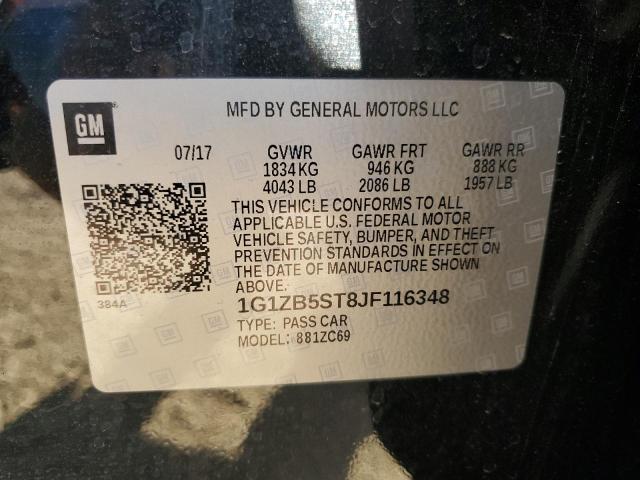 MFD BY GENERAL MOTORS LLC
GM
07/17 GVWR GAWR FRT GAWR RR
1834 KG 946 KG 888 KG
4043 LB 2086 LB 1957 LB
THIS VEHICLE CONFORMS TO ALL
APPLICABLE U.S. FEDERAL MOTOR
VEHICLE SAFETY, BUMPER, AND THEFT
PREVENTION STANDARDS IN EFFECT ON
THE DATE OF MANUFACTURE SHOWN
ABOVE.
384A
1G1ZB5ST8JF116348
TYPE: PASS CAR
MODEL: 881ZC69